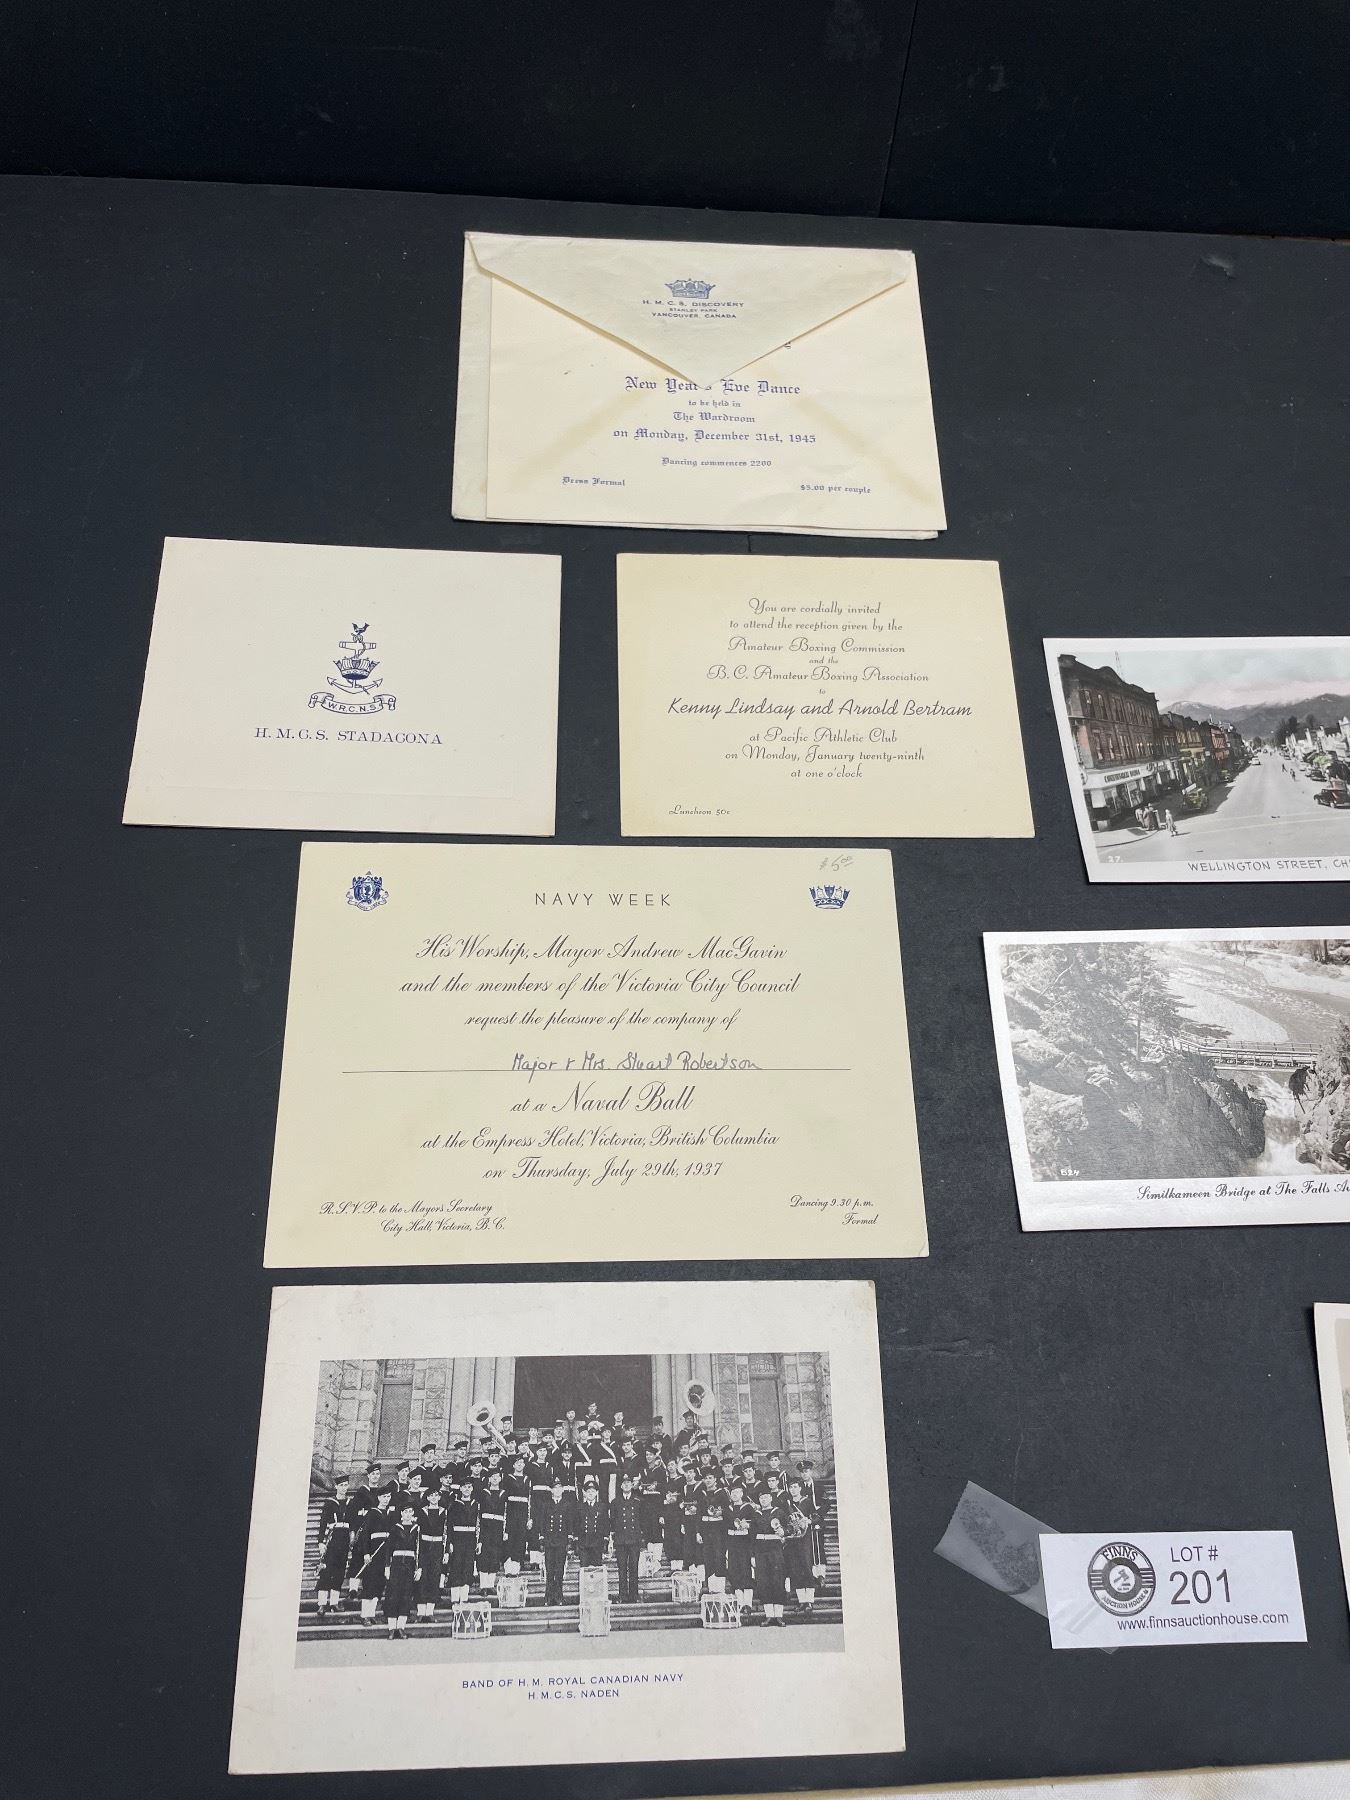 H. M. C. S. DISCOVERY
STANLEY PARK
VANCOUVER, CANADA
New Year's Eve Dance
to be held in
The Wardroom
on Monday, December 31st, 1945
Dancing commences 2200
Dress Formal
$5.00 per couple
W.R.C.N.S.
H. M. C. S. STADACONA
You are cordially invited
to attend the reception given by the
Amateur Boxing Commission
and the
B. C. Amateur Boxing Association
to
Kenny Lindsay and Arnold Bertram
at Pacific Athletic Club
on Monday, January twenty-ninth
at one o'clock
Luncheon 50c
$5.00
NAVY WEEK
His Worship, Mayor Andrew MacGavin
and the members of the Victoria City Council
request the pleasure of the company of
Major & Mrs. Stuart Robertson
at a Naval Ball
at the Empress Hotel, Victoria, British Columbia
on Thursday, July 29th, 1937
R.S.V.P. to the Mayors Secretary
City Hall, Victoria, B. C.
Dancing 9.30 p.m.
Formal
BAND OF H. M. ROYAL CANADIAN NAVY
H. M. C. S. NADEN
27.
WELLINGTON STREET, CH
624
Similkameen Bridge at The Falls
FINNS
AUCTION HOUSE
LOT #
201
www.finnsauctionhouse.com